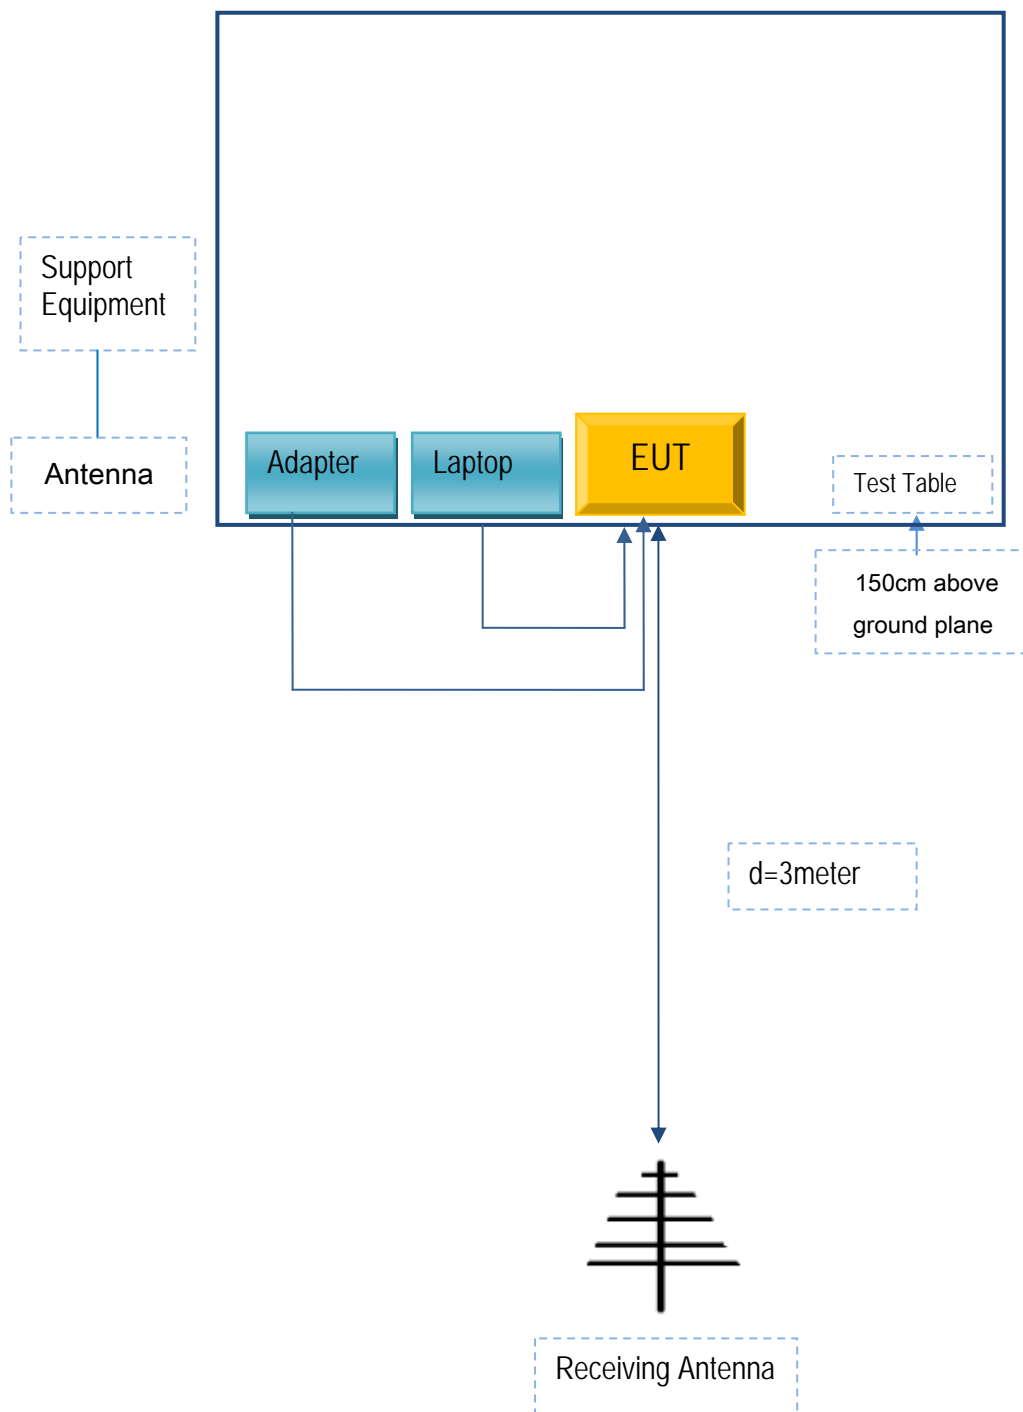 Support
Equipment
Antenna
Adapter
Laptop
EUT
Test Table
150cm above
ground plane
d=3meter
Receiving Antenna